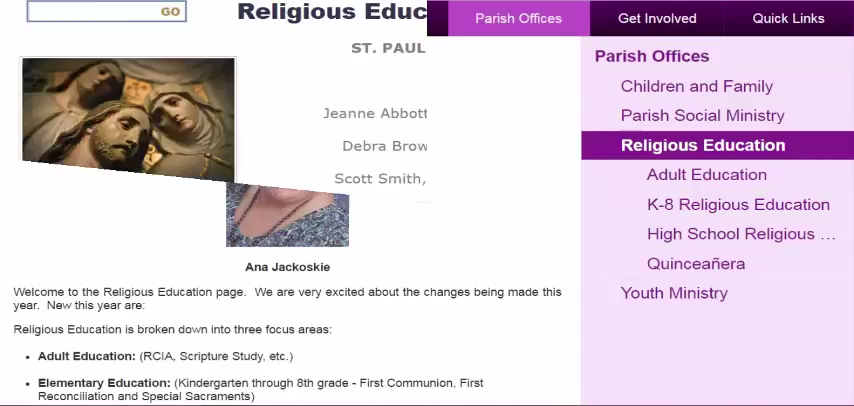 GO
Religious Educ
ST. PAUL
Jeanne Abbott
Debra Brow
Scott Smith,
Parish Offices
Get Involved
Quick Links
Parish Offices
Children and Family
Parish Social Ministry
Religious Education
Adult Education
K-8 Religious Education
High School Religious ...
Quinceañera
Youth Ministry
Ana Jackoskie
Welcome to the Religious Education page. We are very excited about the changes being made this
year. New this year are:
Religious Education is broken down into three focus areas:
• Adult Education: (RCIA, Scripture Study, etc.)
• Elementary Education: (Kindergarten through 8th grade - First Communion, First
Reconciliation and Special Sacraments)